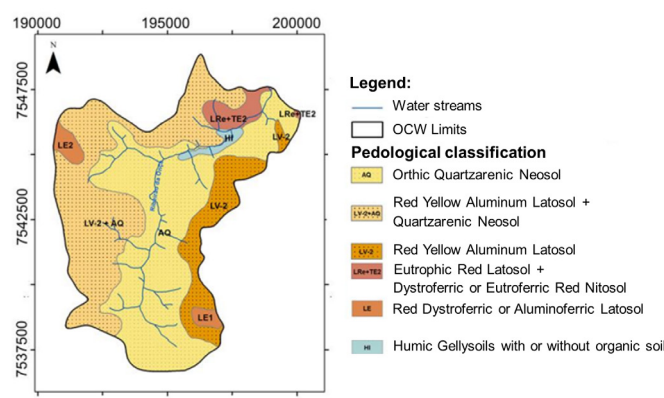 190000 195000 200000
N
7547500
7542500
7537500
LRe+TE2
LRe+TE2
HI
LV-2
LE2
LV-2
LV-2+AQ
AQ
LE1
Legend:
Water streams
OCW Limits
Pedological classification
AQ Orthic Quartzarenic Neosol
LV-2+AQ Red Yellow Aluminum Latosol +
Quartzarenic Neosol
LV-2 Red Yellow Aluminum Latosol
LRe+TE2 Eutrophic Red Latosol +
Dystroferric or Eutroferic Red Nitosol
LE Red Dystroferric or Aluminoferric Latosol
HI Humic Gellysoils with or without organic soil